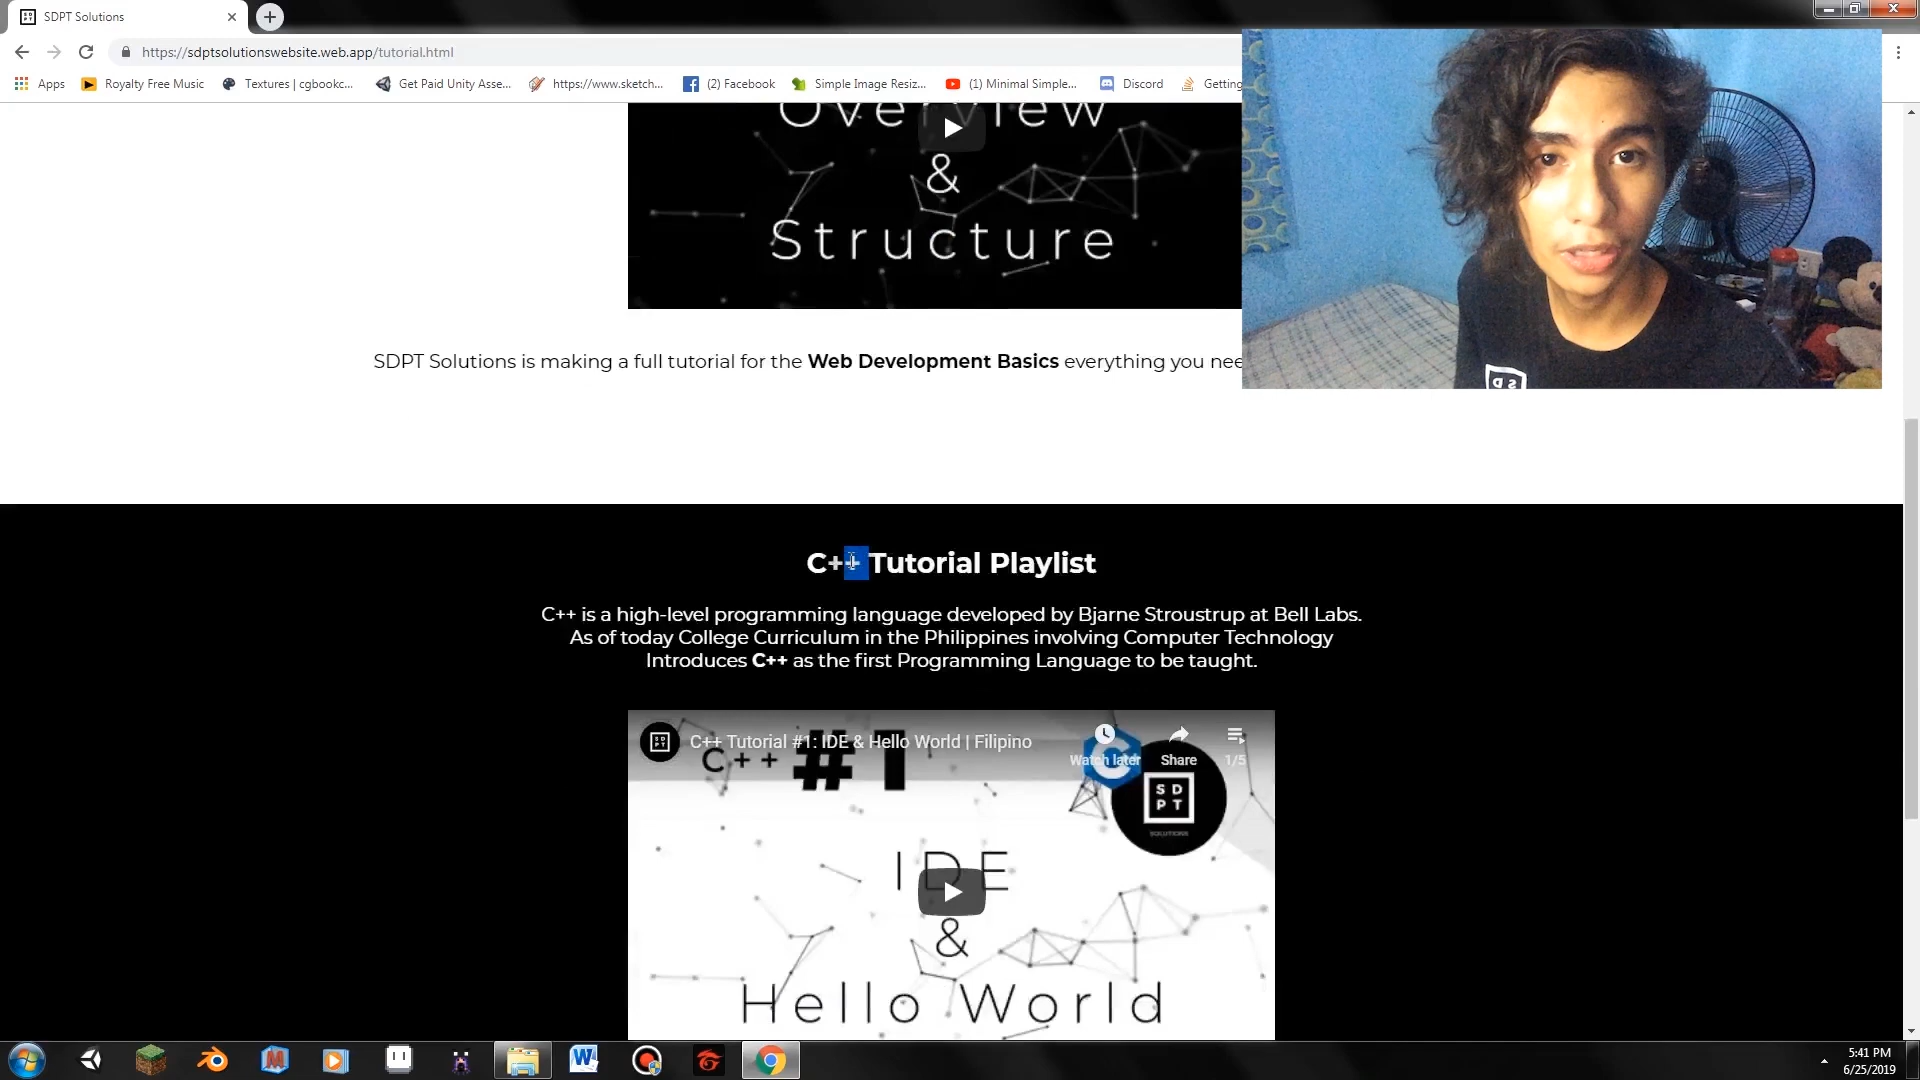 SDPT Solutions
https://sdptsolutionswebsite.web.app/tutorial.html
Apps
Royalty Free Music
Textures | cgbookc...
Get Paid Unity Asse...
https://www.sketch...
(2) Facebook
Simple Image Resiz...
(1) Minimal Simple...
Discord
Getting
Overview
&
Structure
SDPT Solutions is making a full tutorial for the Web Development Basics everything you nee
C++ Tutorial Playlist
C++ is a high-level programming language developed by Bjarne Stroustrup at Bell Labs.
As of today College Curriculum in the Philippines involving Computer Technology
Introduces C++ as the first Programming Language to be taught.
C++ Tutorial #1: IDE & Hello World | Filipino
Watch later
Share
1/5
C++ #1
C
SD
PT
SOLUTIONS
IDE
&
Hello World
5:41 PM
6/25/2019